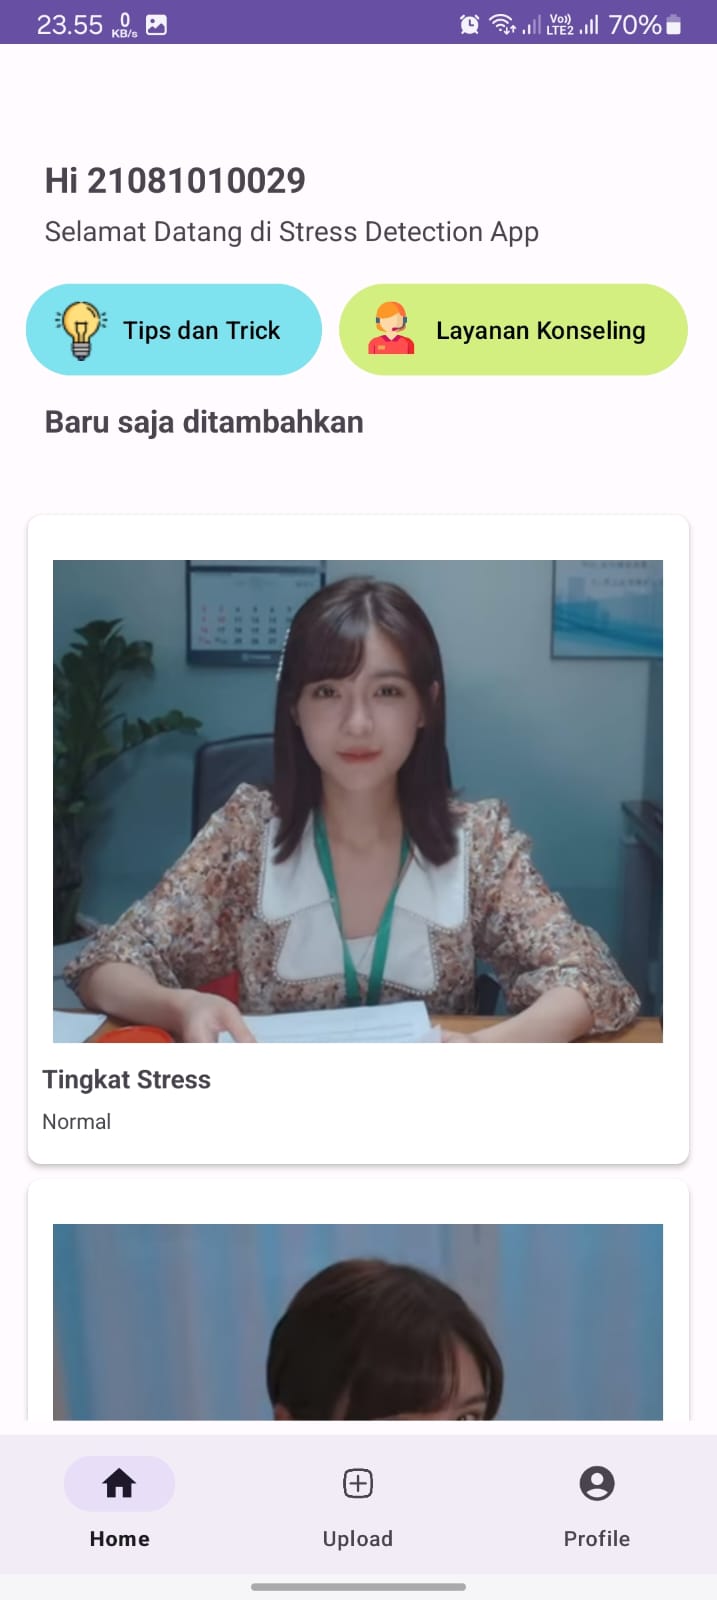 23.55 0 KB/s Vo)) LTE2 70%
Hi 21081010029
Selamat Datang di Stress Detection App
Tips dan Trick Layanan Konseling
Baru saja ditambahkan
Tingkat Stress
Normal
Home Upload Profile